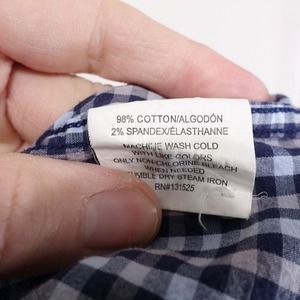 98% COTTON/ALGODÓN
2% SPANDEX/ÉLASTHANNE
MACHINE WASH COLD
WITH LIKE COLORS
ONLY NON-CHLORINE BLEACH
WHEN NEEDED
TUMBLE DRY STEAM IRON
RN#131525